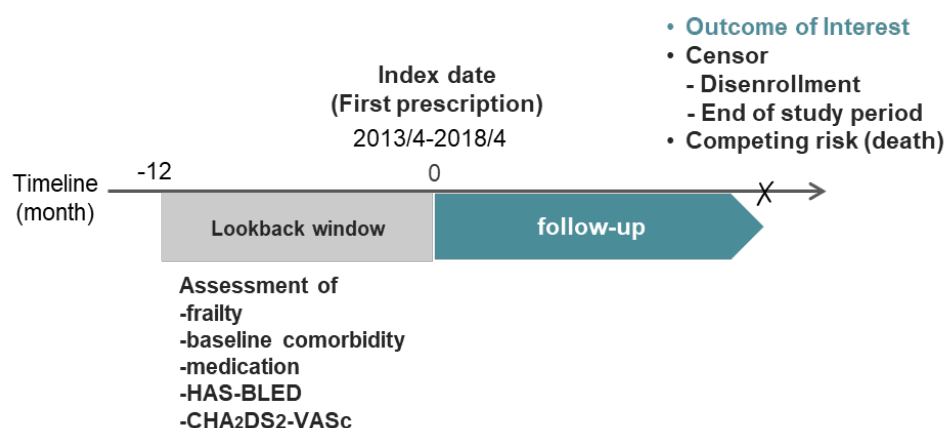 • Outcome of Interest
• Censor
- Disenrollment
- End of study period
• Competing risk (death)
Index date
(First prescription)
2013/4-2018/4
-12
0
Timeline
(month)
Lookback window
follow-up
Assessment of
-frailty
-baseline comorbidity
-medication
-HAS-BLED
-CHA2DS2-VASc